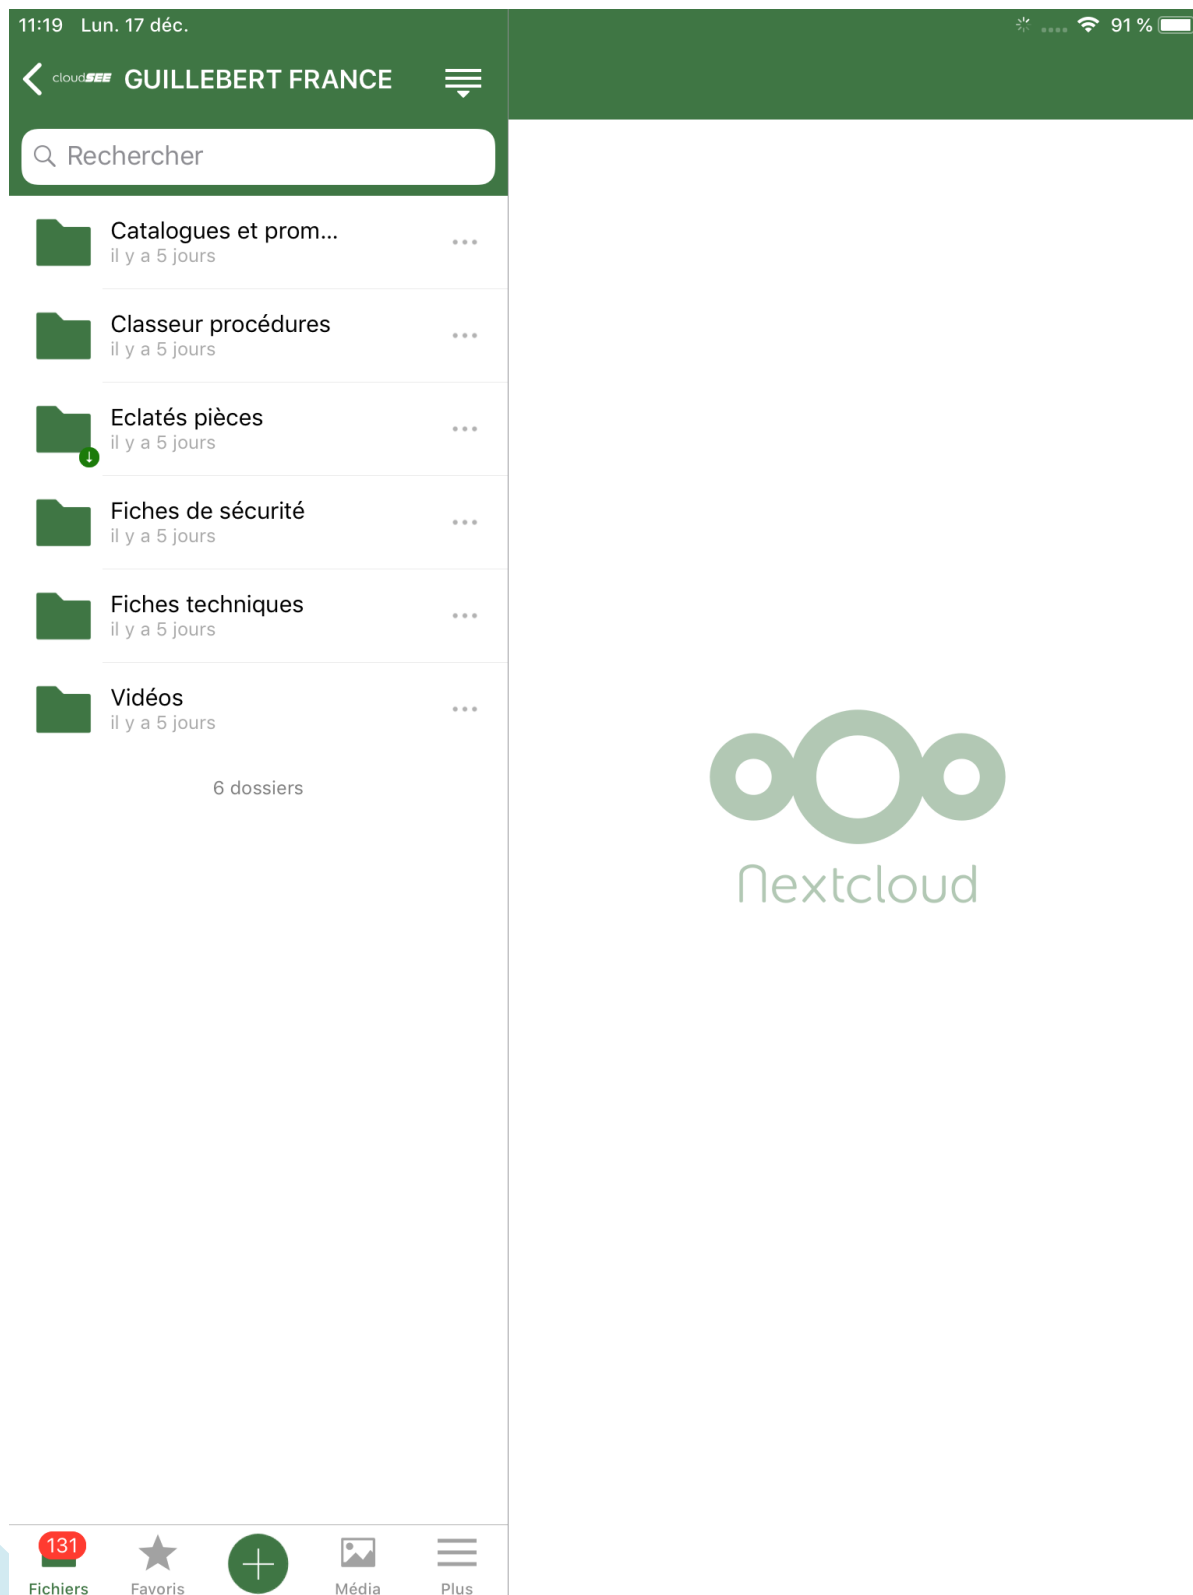 11:19 Lun. 17 déc.
91 %
cloudSEE GUILLEBERT FRANCE
Rechercher
Catalogues et prom...
il y a 5 jours
Classeur procédures
il y a 5 jours
Eclatés pièces
il y a 5 jours
Fiches de sécurité
il y a 5 jours
Fiches techniques
il y a 5 jours
Vidéos
il y a 5 jours
6 dossiers
Nextcloud
131
Fichiers Favoris Média Plus